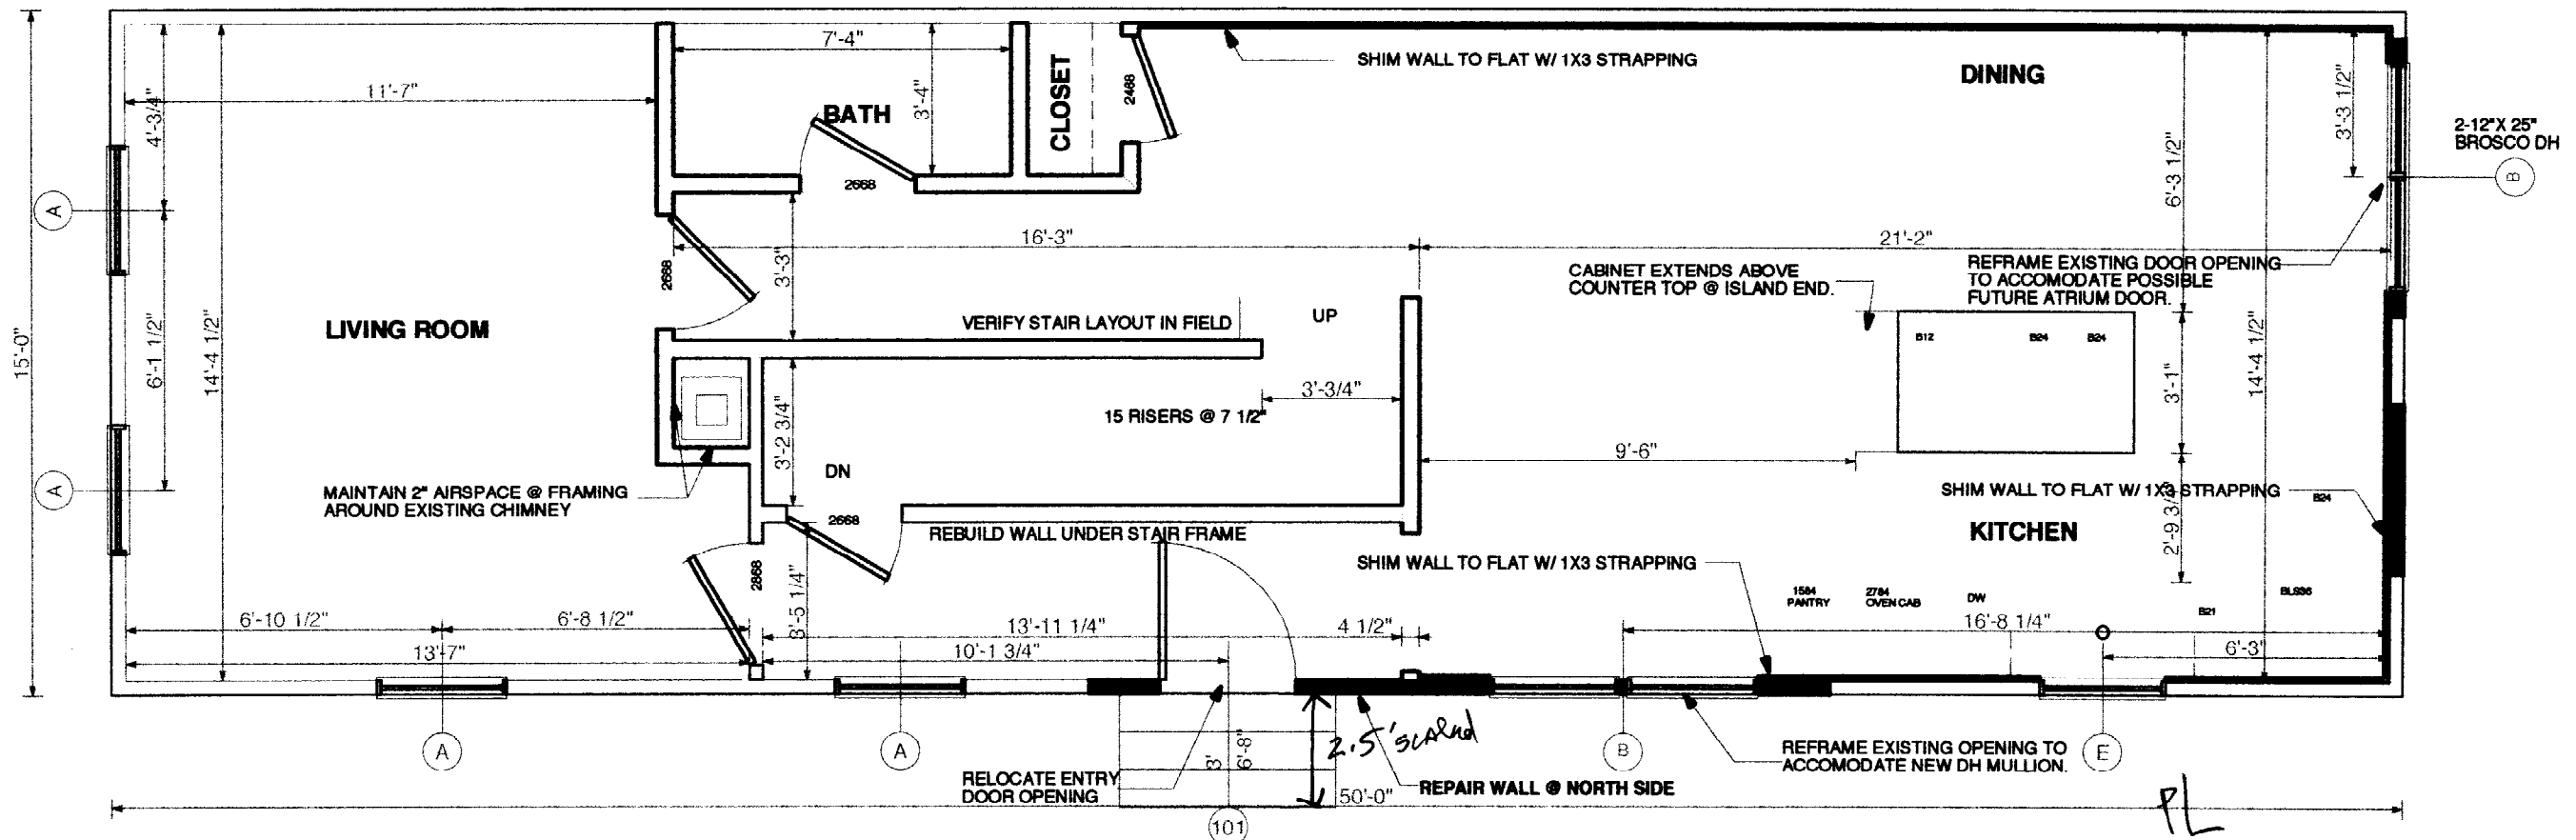 7'-4"
SHIM WALL TO FLAT W/ 1X3 STRAPPING
DINING
11'-7"
4'-3/4"
BATH
3'-4"
CLOSET
2468
3'-3 1/2"
2-12"X 25"
BROSCO DH
2668
A
B
6'-3 1/2"
16'-3"
21'-2"
2668
3'-3"
CABINET EXTENDS ABOVE
COUNTER TOP @ ISLAND END.
REFRAME EXISTING DOOR OPENING
TO ACCOMODATE POSSIBLE
FUTURE ATRIUM DOOR.
LIVING ROOM
VERIFY STAIR LAYOUT IN FIELD
UP
B12
B24
B24
15'-0"
6'-1 1/2"
14'-4 1/2"
3'-1"
14'-4 1/2"
3'-3/4"
15 RISERS @ 7 1/2"
3'-2 3/4"
9'-6"
DN
A
MAINTAIN 2" AIRSPACE @ FRAMING
AROUND EXISTING CHIMNEY
SHIM WALL TO FLAT W/ 1X3 STRAPPING
B24
2668
REBUILD WALL UNDER STAIR FRAME
KITCHEN
2'-9 3/4"
2868
3'-5 1/4"
SHIM WALL TO FLAT W/ 1X3 STRAPPING
1584
PANTRY
2784
OVEN CAB
DW
B21
BLS36
6'-10 1/2"
6'-8 1/2"
13'-11 1/4"
4 1/2"
16'-8 1/4"
13'-7"
10'-1 3/4"
6'-3"
A
A
2.5' scaled
B
E
REFRAME EXISTING OPENING TO
ACCOMODATE NEW DH MULLION.
3'
6'-8"
RELOCATE ENTRY
DOOR OPENING
REPAIR WALL @ NORTH SIDE
50'-0"
PL
101